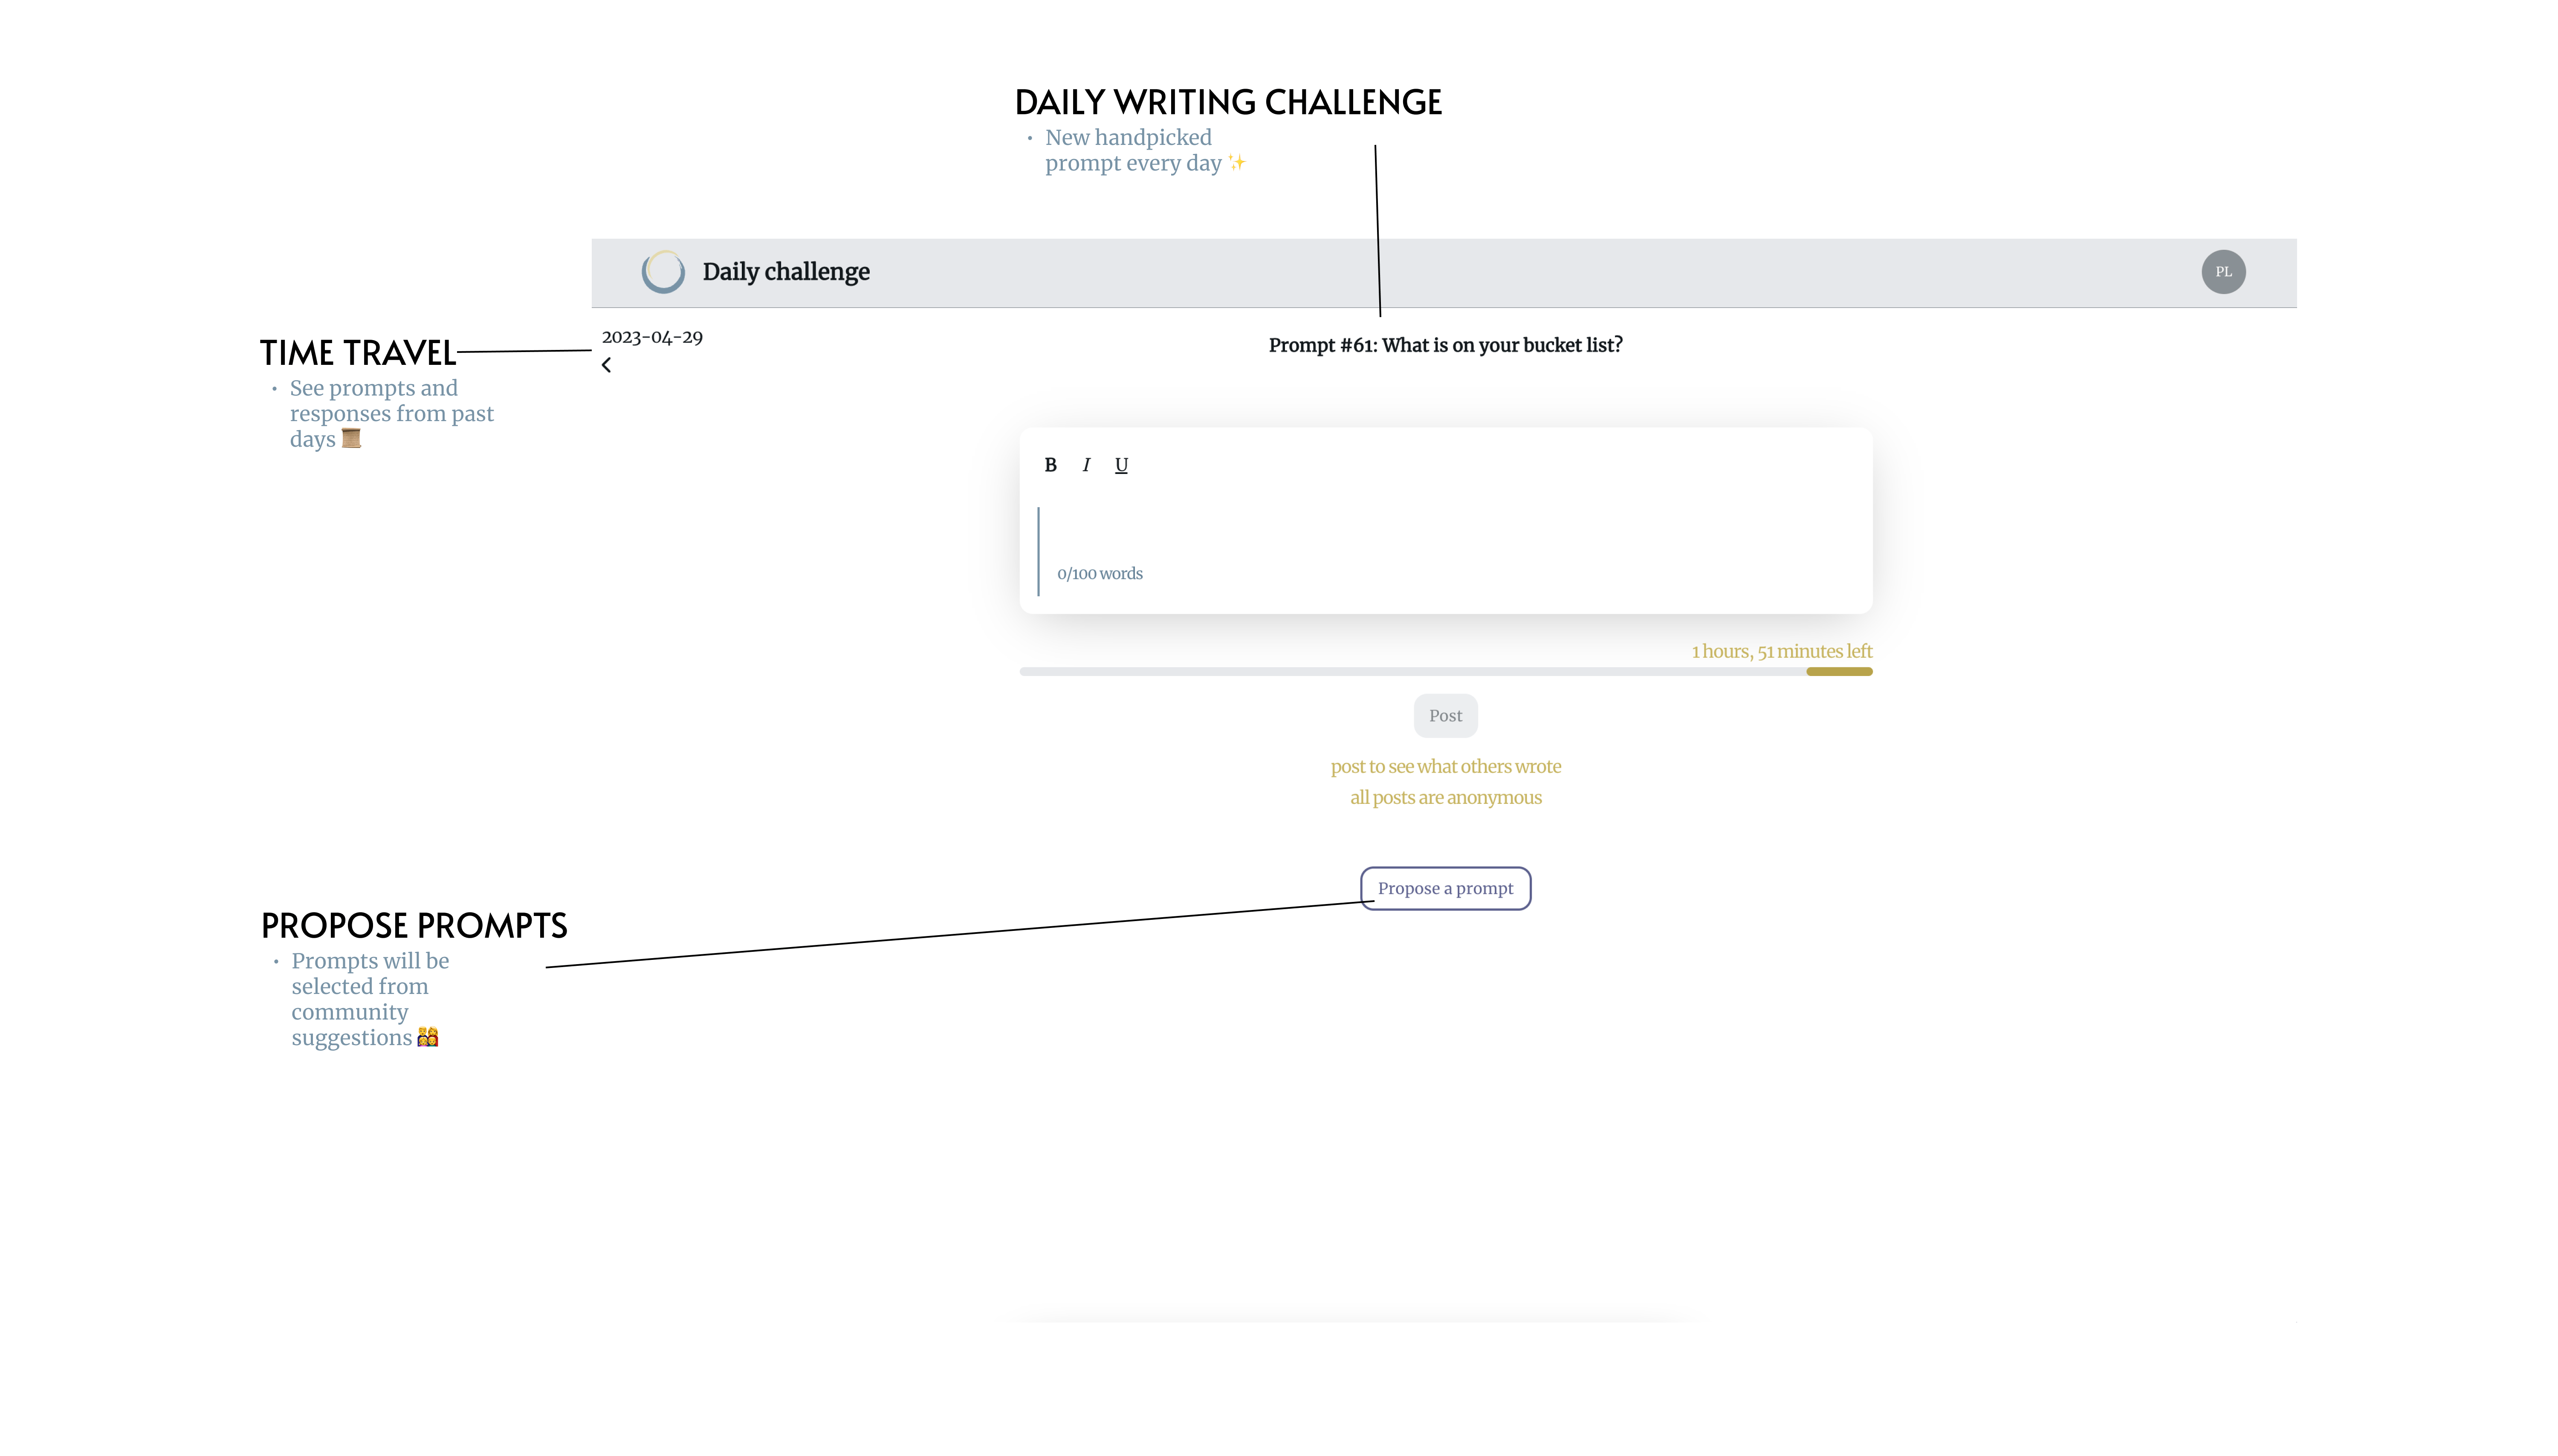 DAILY WRITING CHALLENGE
• New handpicked
prompt every day ✨
Daily challenge
PL
TIME TRAVEL
• See prompts and
responses from past
days 📜
2023-04-29
Prompt #61: What is on your bucket list?
B I U
0/100 words
1 hours, 51 minutes left
Post
post to see what others wrote
all posts are anonymous
Propose a prompt
PROPOSE PROMPTS
• Prompts will be
selected from
community
suggestions 👨‍👩‍👧‍👦